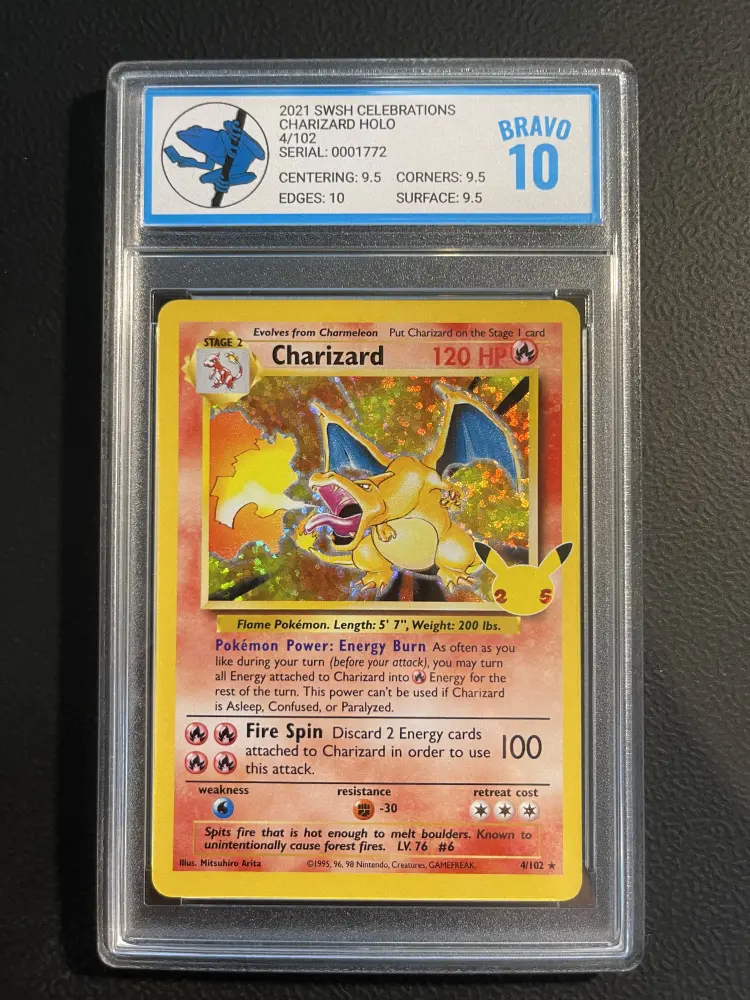 2021 SWSH CELEBRATIONS
CHARIZARD HOLO
4/102
SERIAL: 0001772
CENTERING: 9.5 CORNERS: 9.5
EDGES: 10 SURFACE: 9.5
BRAVO
10
Evolves from Charmeleon Put Charizard on the Stage 1 card
STAGE 2
Charizard 120 HP
25
Flame Pokémon. Length: 5' 7", Weight: 200 lbs.
Pokémon Power: Energy Burn As often as you
like during your turn (before your attack), you may turn
all Energy attached to Charizard into Energy for the
rest of the turn. This power can't be used if Charizard
is Asleep, Confused, or Paralyzed.
Fire Spin Discard 2 Energy cards
attached to Charizard in order to use
this attack.
100
weakness resistance retreat cost
-30
Spits fire that is hot enough to melt boulders. Known to
unintentionally cause forest fires. LV. 76 #6
Illus. Mitsuhiro Arita ©1995, 96, 98 Nintendo, Creatures, GAMEFREAK. 4/102 ★